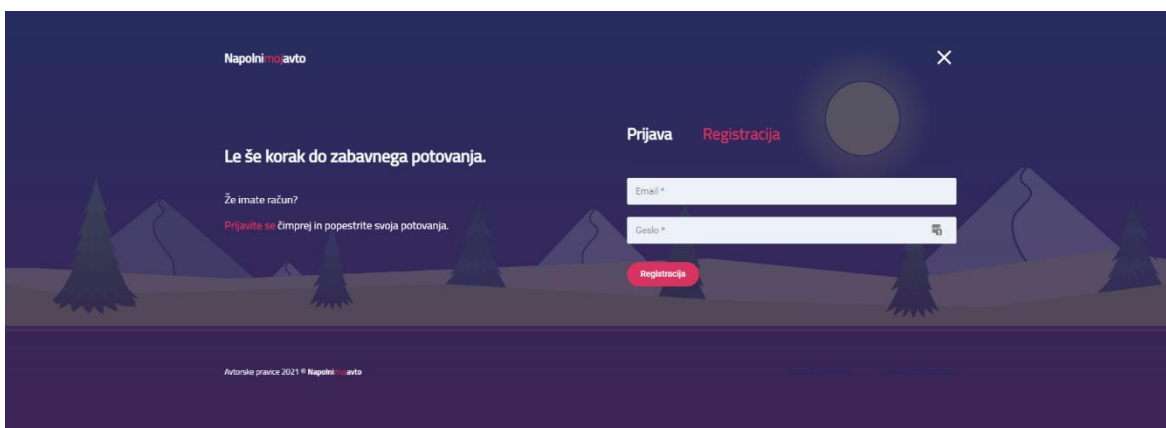 Napolnimojavto
Prijava Registracija
Le še korak do zabavnega potovanja.
Že imate račun?
Prijavite se čimprej in popestrite svoja potovanja.
Email *
Geslo *
Registracija
Avtorske pravice 2021 © Napolnimojavto